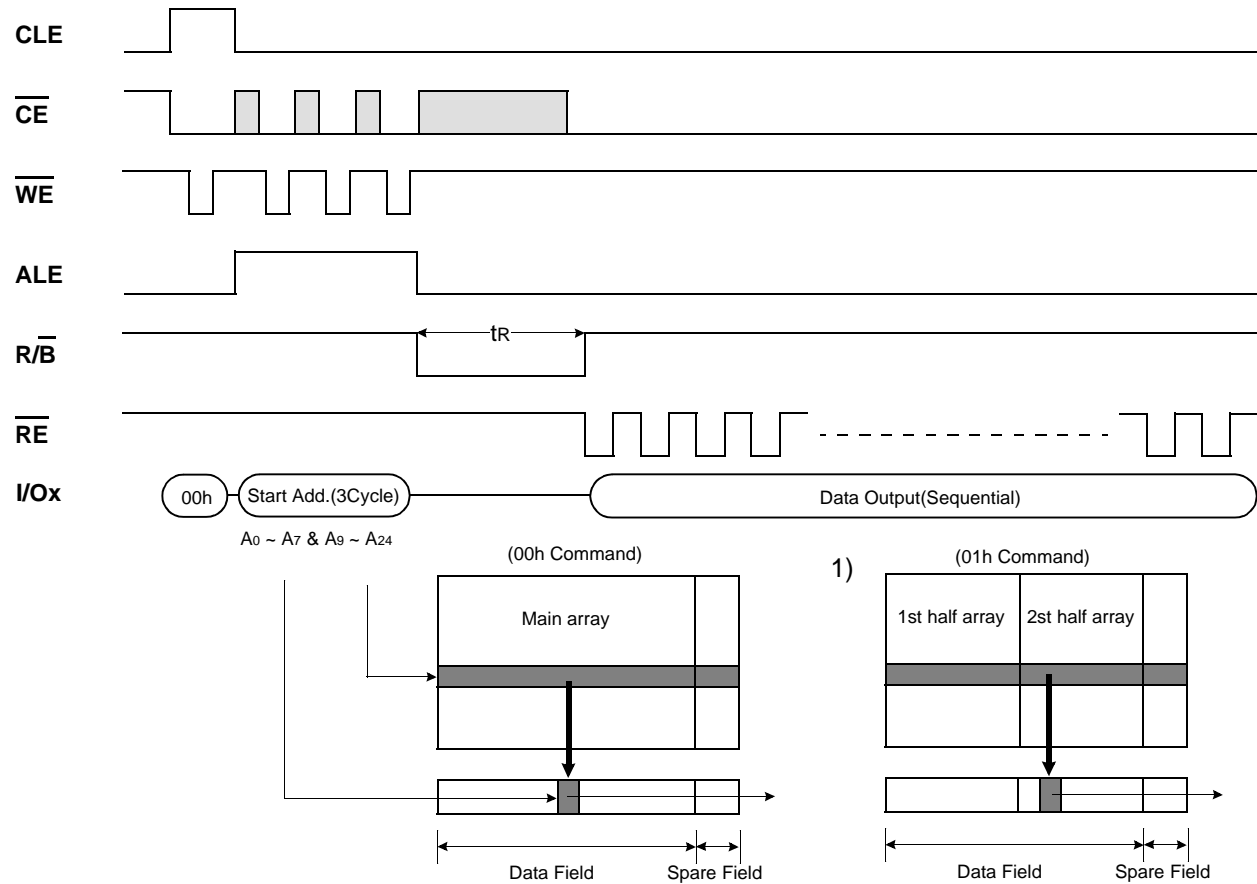 CLE
CE
WE
ALE
R/B
tR
RE
I/Ox
00h
Start Add.(3Cycle)
Data Output(Sequential)
A0 ~ A7 & A9 ~ A24
(00h Command)
1)
(01h Command)
Main array
1st half array
2st half array
Data Field
Spare Field
Data Field
Spare Field